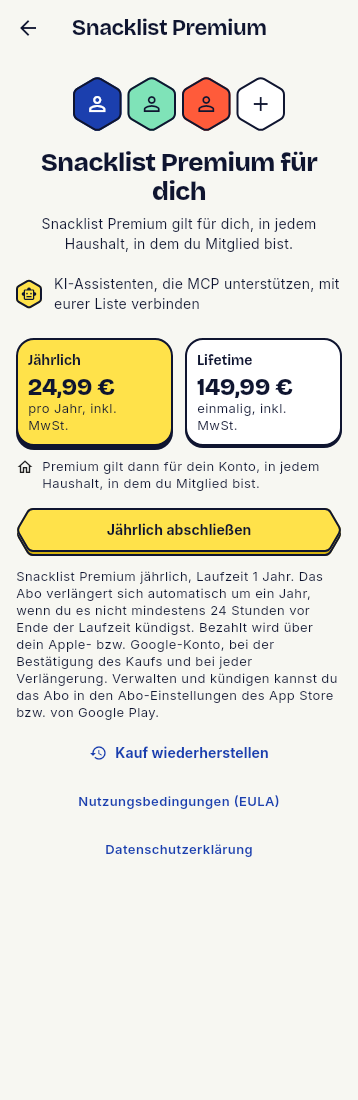 Snacklist Premium
Snacklist Premium für
dich
Snacklist Premium gilt für dich, in jedem
Haushalt, in dem du Mitglied bist.
KI-Assistenten, die MCP unterstützen, mit
eurer Liste verbinden
Jährlich
24,99 €
pro Jahr, inkl.
MwSt.
Lifetime
149,99 €
einmalig, inkl.
MwSt.
Premium gilt dann für dein Konto, in jedem
Haushalt, in dem du Mitglied bist.
Jährlich abschließen
Snacklist Premium jährlich, Laufzeit 1 Jahr. Das
Abo verlängert sich automatisch um ein Jahr,
wenn du es nicht mindestens 24 Stunden vor
Ende der Laufzeit kündigst. Bezahlt wird über
dein Apple- bzw. Google-Konto, bei der
Bestätigung des Kaufs und bei jeder
Verlängerung. Verwalten und kündigen kannst du
das Abo in den Abo-Einstellungen des App Store
bzw. von Google Play.
Kauf wiederherstellen
Nutzungsbedingungen (EULA)
Datenschutzerklärung